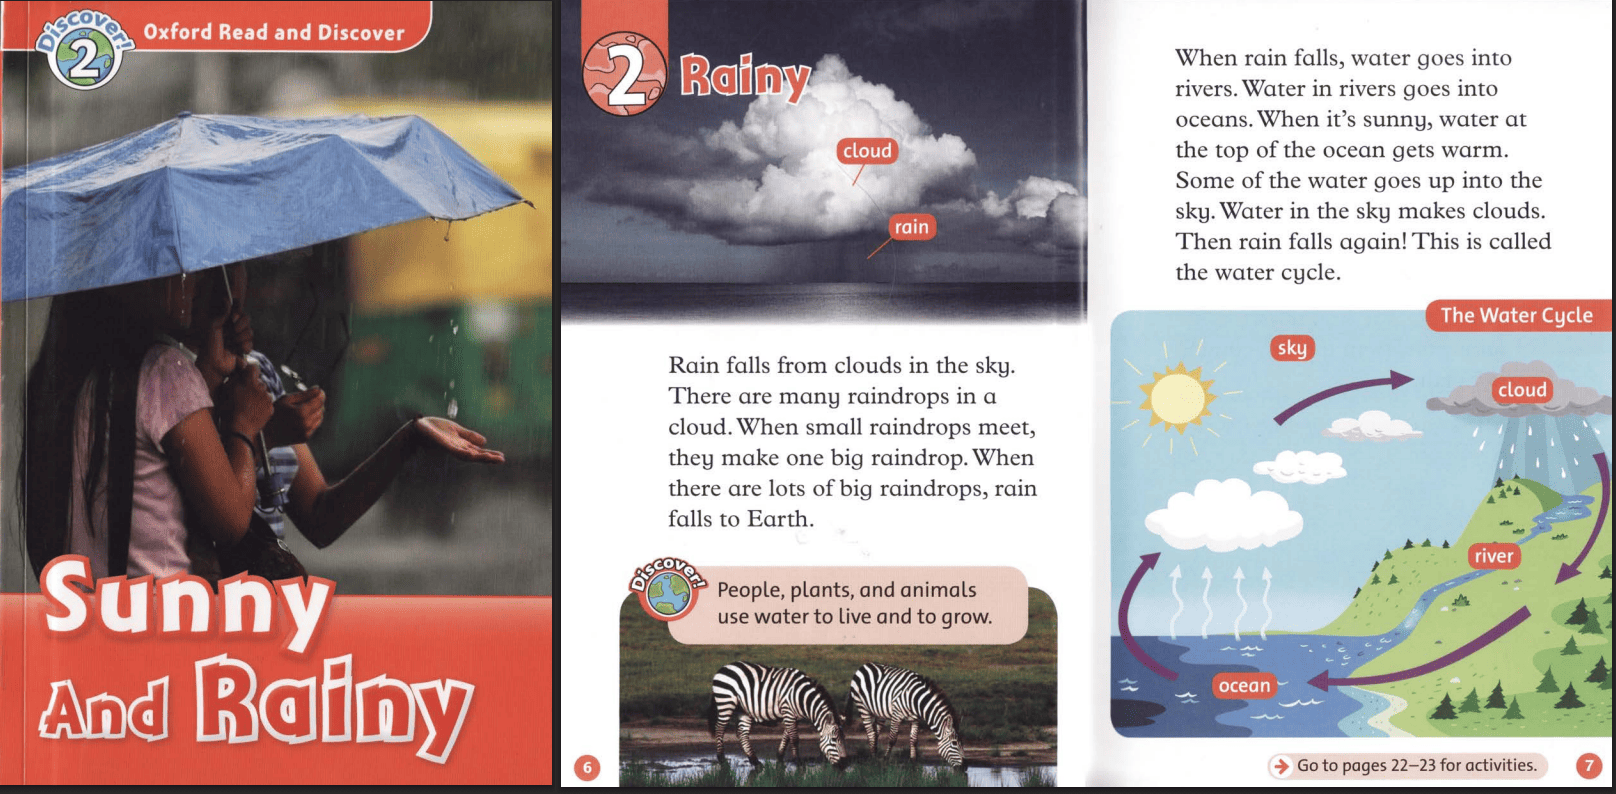 Discover!
2
Oxford Read and Discover
Sunny
And Rainy
2
Rainy
cloud
rain
Rain falls from clouds in the sky.
There are many raindrops in a
cloud. When small raindrops meet,
they make one big raindrop. When
there are lots of big raindrops, rain
falls to Earth.
Discover!
People, plants, and animals
use water to live and to grow.
6
When rain falls, water goes into
rivers. Water in rivers goes into
oceans. When it's sunny, water at
the top of the ocean gets warm.
Some of the water goes up into the
sky. Water in the sky makes clouds.
Then rain falls again! This is called
the water cycle.
The Water Cycle
sky
cloud
river
ocean
Go to pages 22–23 for activities.
7